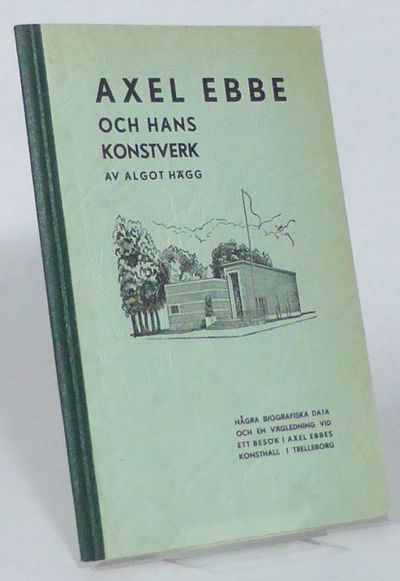 AXEL EBBE
OCH HANS
KONSTVERK
AV ALGOT HÄGG
NÅGRA BIOGRAFISKA DATA
OCH EN VÄGLEDNING VID
ETT BESÖK I AXEL EBBES
KONSTHALL I TRELLEBORG